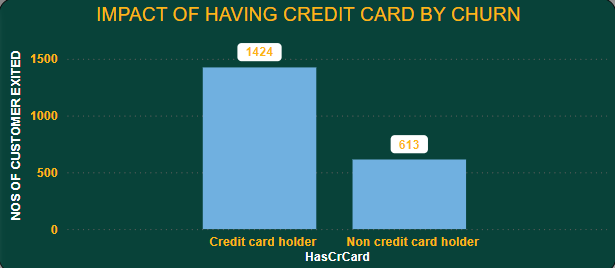 IMPACT OF HAVING CREDIT CARD BY CHURN
NOS OF CUSTOMER EXITED
1500
1000
500
0
1424
613
Credit card holder
Non credit card holder
HasCrCard